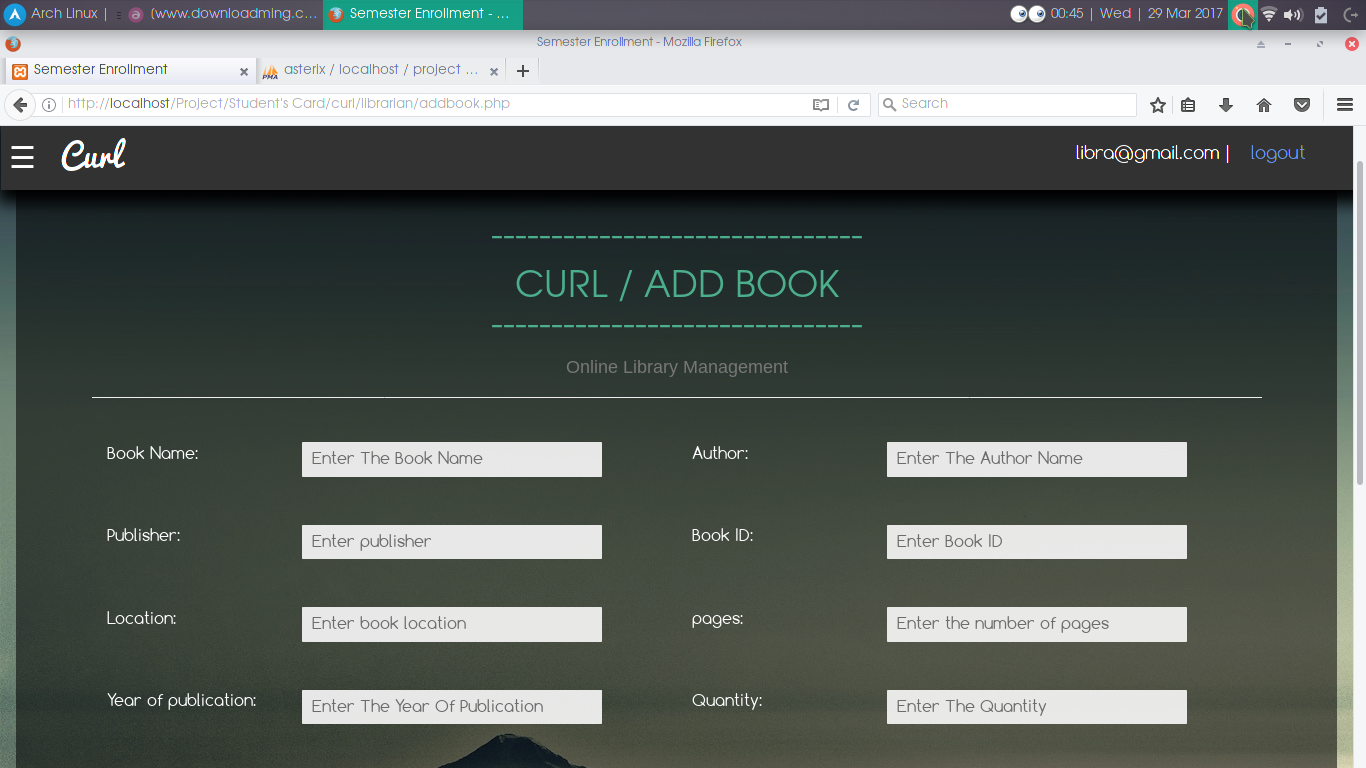 Arch Linux |
(www.downloadming.c...
Semester Enrollment - ...
00:45 | Wed | 29 Mar 2017
Semester Enrollment - Mozilla Firefox
Semester Enrollment
PMA
asterix / localhost / project ...
http://localhost/Project/Student's Card/curl/librarian/addbook.php
Search
Curl
libra@gmail.com |
logout
-------------------------------
CURL / ADD BOOK
-------------------------------
Online Library Management
Book Name:
Enter The Book Name
Author:
Enter The Author Name
Publisher:
Enter publisher
Book ID:
Enter Book ID
Location:
Enter book location
pages:
Enter the number of pages
Year of publication:
Enter The Year Of Publication
Quantity:
Enter The Quantity